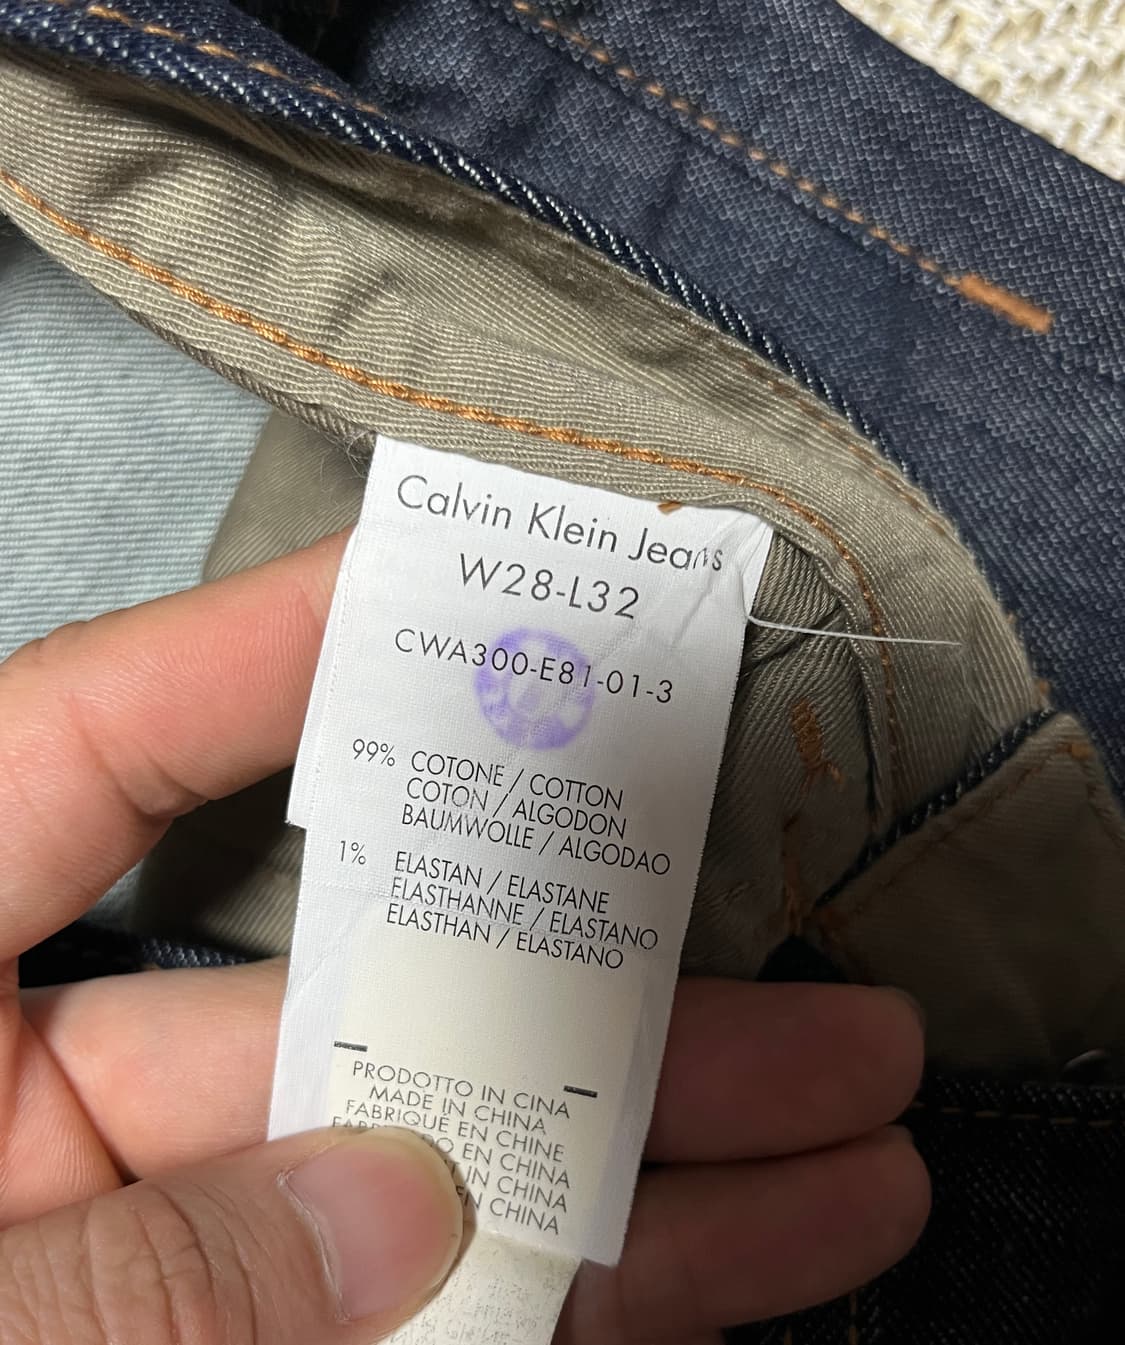 Calvin Klein Jeans
W28-L32
CWA300-E81-01-3
99% COTONE / COTTON
COTON / ALGODON
BAUMWOLLE / ALGODAO
1% ELASTAN / ELASTANE
ELASTHANNE / ELASTANO
ELASTHAN / ELASTANO
PRODOTTO IN CINA
MADE IN CHINA
FABRIQUÉ EN CHINE
EN CHINA
IN CHINA
EN CHINA